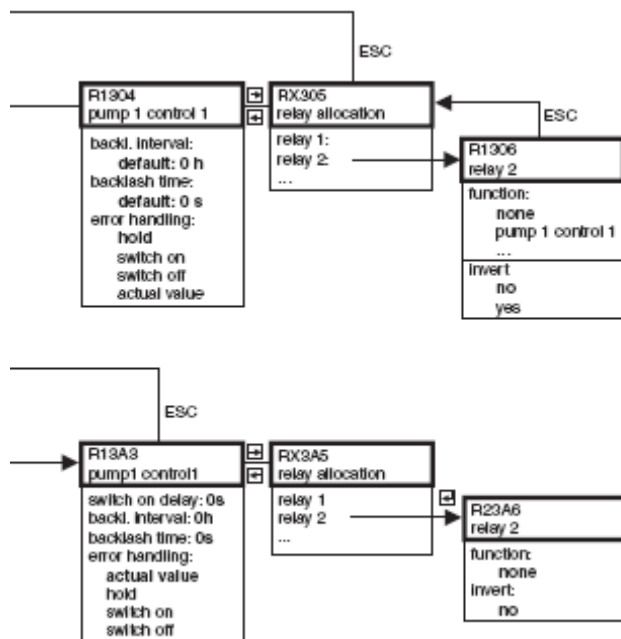 ESC
R1304
pump 1 control 1
backl. interval:
default: 0 h
backlash time:
default: 0 s
error handling:
hold
switch on
switch off
actual value
RX305
relay allocation
relay 1:
relay 2:
...
ESC
R1306
relay 2
function:
none
pump 1 control 1
...
invert
no
yes
ESC
R13A3
pump1 control1
switch on delay: 0s
backl. interval: 0h
backlash time: 0s
error handling:
actual value
hold
switch on
switch off
RX3A5
relay allocation
relay 1
relay 2
...
R23A6
relay 2
function:
none
invert:
no